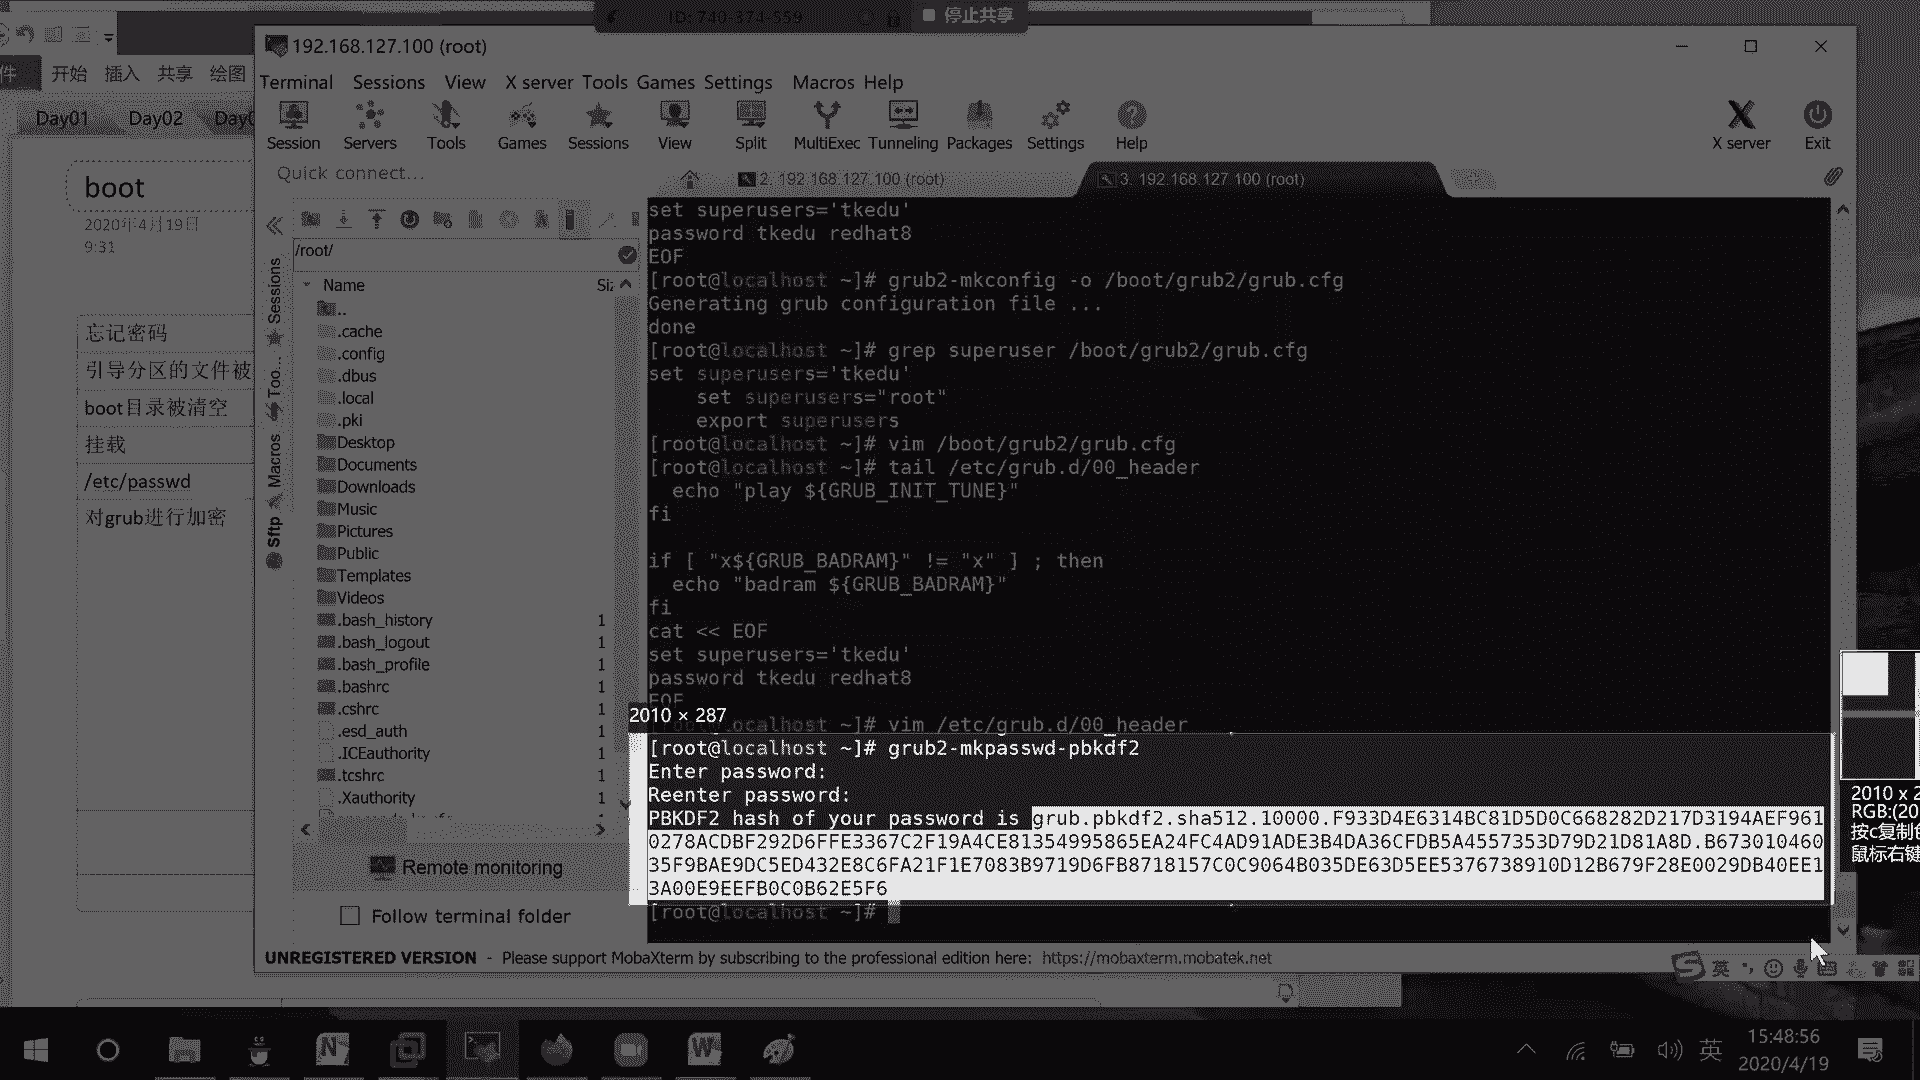 ID: 740-374-559
停止共享
开始 插入 共享 绘图
Day01 Day02
boot
2020年4月19日
9:31
忘记密码
引导分区的文件被
boot目录被清空
挂载
/etc/passwd
对grub进行加密
192.168.127.100 (root)
Terminal Sessions View X server Tools Games Settings Macros Help
Session Servers Tools Games Sessions View Split MultiExec Tunneling Packages Settings Help X server Exit
Quick connect...
2. 192.168.127.100 (root)
3. 192.168.127.100 (root)
Sessions
Too...
Macros
Sftp
/root/
Name
..
.cache
.config
.dbus
.local
.pki
Desktop
Documents
Downloads
Music
Pictures
Public
Templates
Videos
.bash_history 1
.bash_logout 1
.bash_profile 1
.bashrc 1
.cshrc 1
.esd_auth 1
.ICEauthority 1
.tcshrc 1
.Xauthority 1
Remote monitoring
Follow terminal folder
set superusers='tkedu'
password tkedu redhat8
EOF
[root@localhost ~]# grub2-mkconfig -o /boot/grub2/grub.cfg
Generating grub configuration file ...
done
[root@localhost ~]# grep superuser /boot/grub2/grub.cfg
set superusers='tkedu'
set superusers="root"
export superusers
[root@localhost ~]# vim /boot/grub2/grub.cfg
[root@localhost ~]# tail /etc/grub.d/00_header
echo "play ${GRUB_INIT_TUNE}"
fi
if [ "x${GRUB_BADRAM}" != "x" ] ; then
echo "badram ${GRUB_BADRAM}"
fi
cat << EOF
set superusers='tkedu'
password tkedu redhat8
EOF
2010 × 287
localhost ~]# vim /etc/grub.d/00_header
[root@localhost ~]# grub2-mkpasswd-pbkdf2
Enter password:
Reenter password:
PBKDF2 hash of your password is grub.pbkdf2.sha512.10000.F933D4E6314BC81D5D0C668282D217D3194AEF961
0278ACDBF292D6FFE3367C2F19A4CE81354995865EA24FC4AD91ADE3B4DA36CFDB5A4557353D79D21D81A8D.B673010460
35F9BAE9DC5ED432E8C6FA21F1E7083B9719D6FB8718157C0C9064B035DE63D5EE5376738910D12B679F28E0029DB40EE1
3A00E9EEFB0C0B62E5F6
[root@localhost ~]#
2010 x 2
RGB:(20
按c复制
鼠标右键
UNREGISTERED VERSION - Please support MobaXterm by subscribing to the professional edition here: https://mobaxterm.mobatek.net
英
英
15:48:56
2020/4/19